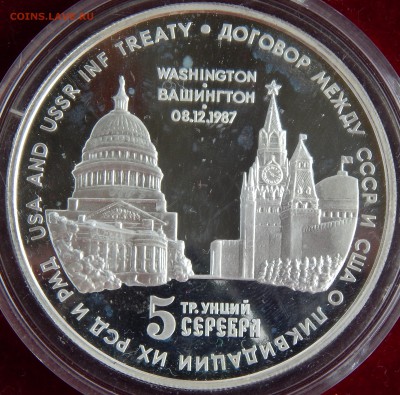 COINS.LAVE.RU
USA AND USSR INF TREATY • ДОГОВОР МЕЖДУ СССР И США О ЛИКВИДАЦИИ ИХ РСД И РМД
WASHINGTON
•
ВАШИНГТОН
•
08.12.1987
5 ТР. УНЦИЙ
СЕРЕБРА